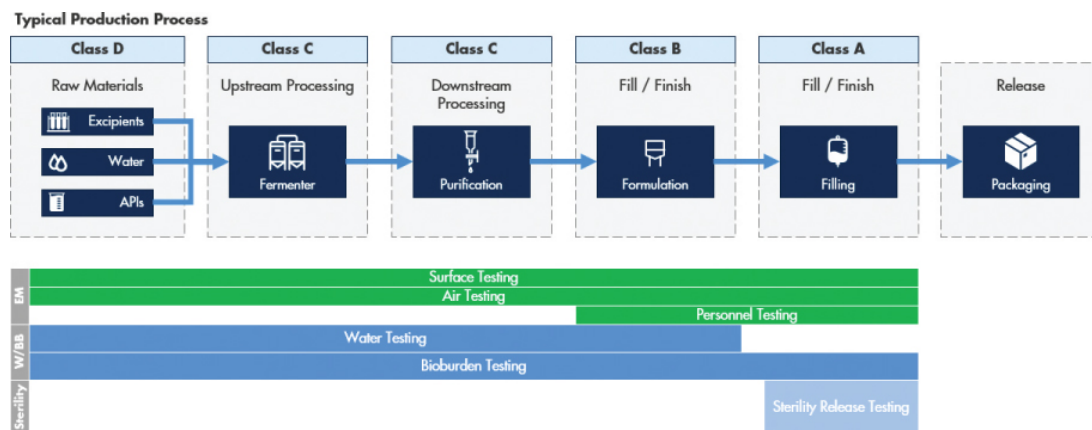 Typical Production Process
Class D
Class C
Class C
Class B
Class A
Raw Materials
Upstream Processing
Downstream
Processing
Fill / Finish
Fill / Finish
Release
Excipients
Water
APIs
Fermenter
Purification
Formulation
Filling
Packaging
EM
Surface Testing
Air Testing
Personnel Testing
W/BB
Water Testing
Bioburden Testing
Sterility
Sterility Release Testing